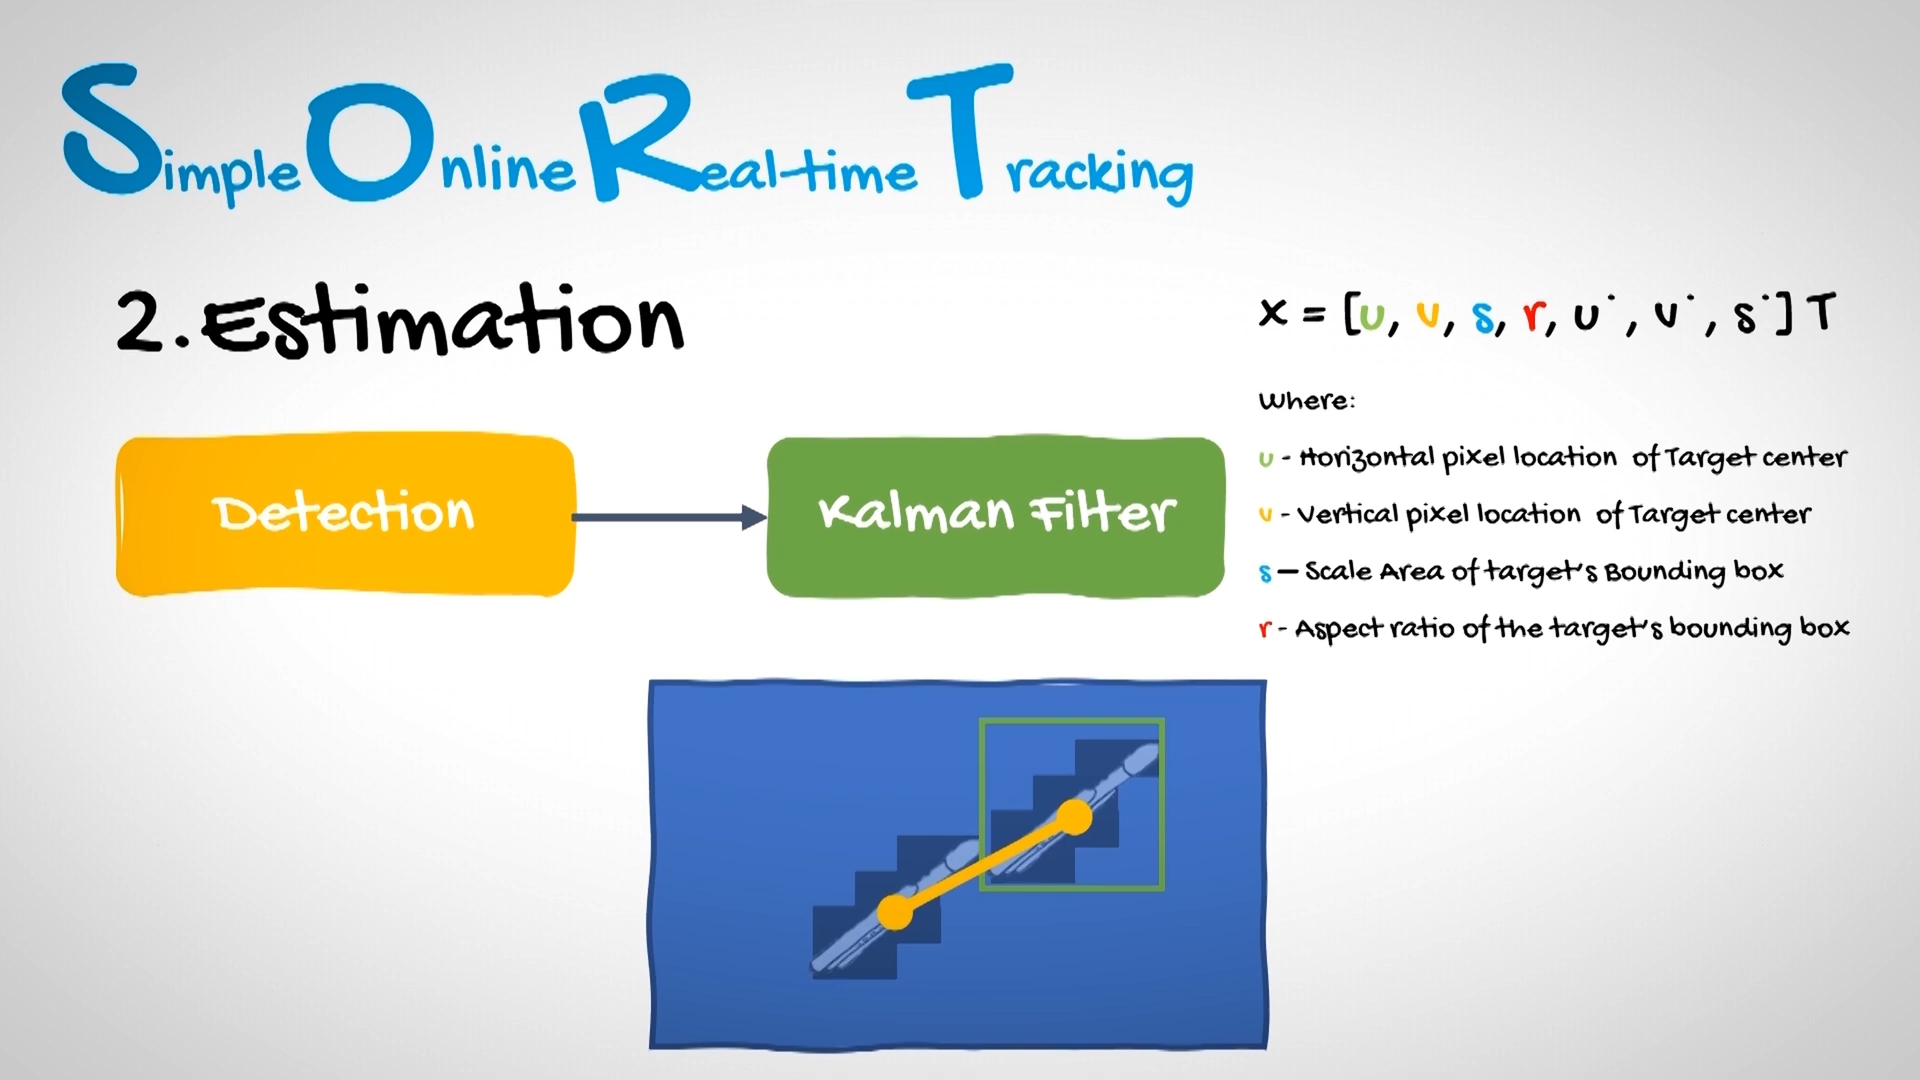 Simple Online Real-time Tracking
2. Estimation
x = [u, v, s, r, u˙, v˙, s˙] T
Where:
u - Horizontal pixel location of Target center
v - Vertical pixel location of Target center
s – Scale Area of target's Bounding box
r - Aspect ratio of the target's bounding box
Detection
Kalman Filter